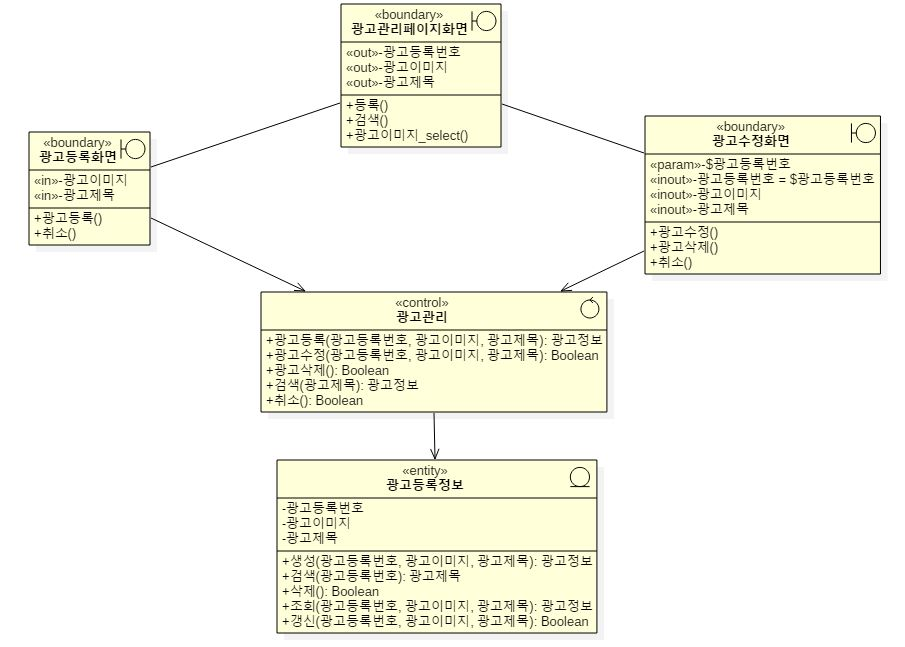 «boundary»
광고관리페이지화면
«out»-광고등록번호
«out»-광고이미지
«out»-광고제목
+등록()
+검색()
+광고이미지_select()
«boundary»
광고등록화면
«in»-광고이미지
«in»-광고제목
+광고등록()
+취소()
«boundary»
광고수정화면
«param»-$광고등록번호
«inout»-광고등록번호 = $광고등록번호
«inout»-광고이미지
«inout»-광고제목
+광고수정()
+광고삭제()
+취소()
«control»
광고관리
+광고등록(광고등록번호, 광고이미지, 광고제목): 광고정보
+광고수정(광고등록번호, 광고이미지, 광고제목): Boolean
+광고삭제(): Boolean
+검색(광고제목): 광고정보
+취소(): Boolean
«entity»
광고등록정보
-광고등록번호
-광고이미지
-광고제목
+생성(광고등록번호, 광고이미지, 광고제목): 광고정보
+검색(광고등록번호): 광고제목
+삭제(): Boolean
+조회(광고등록번호, 광고이미지, 광고제목): 광고정보
+갱신(광고등록번호, 광고이미지, 광고제목): Boolean